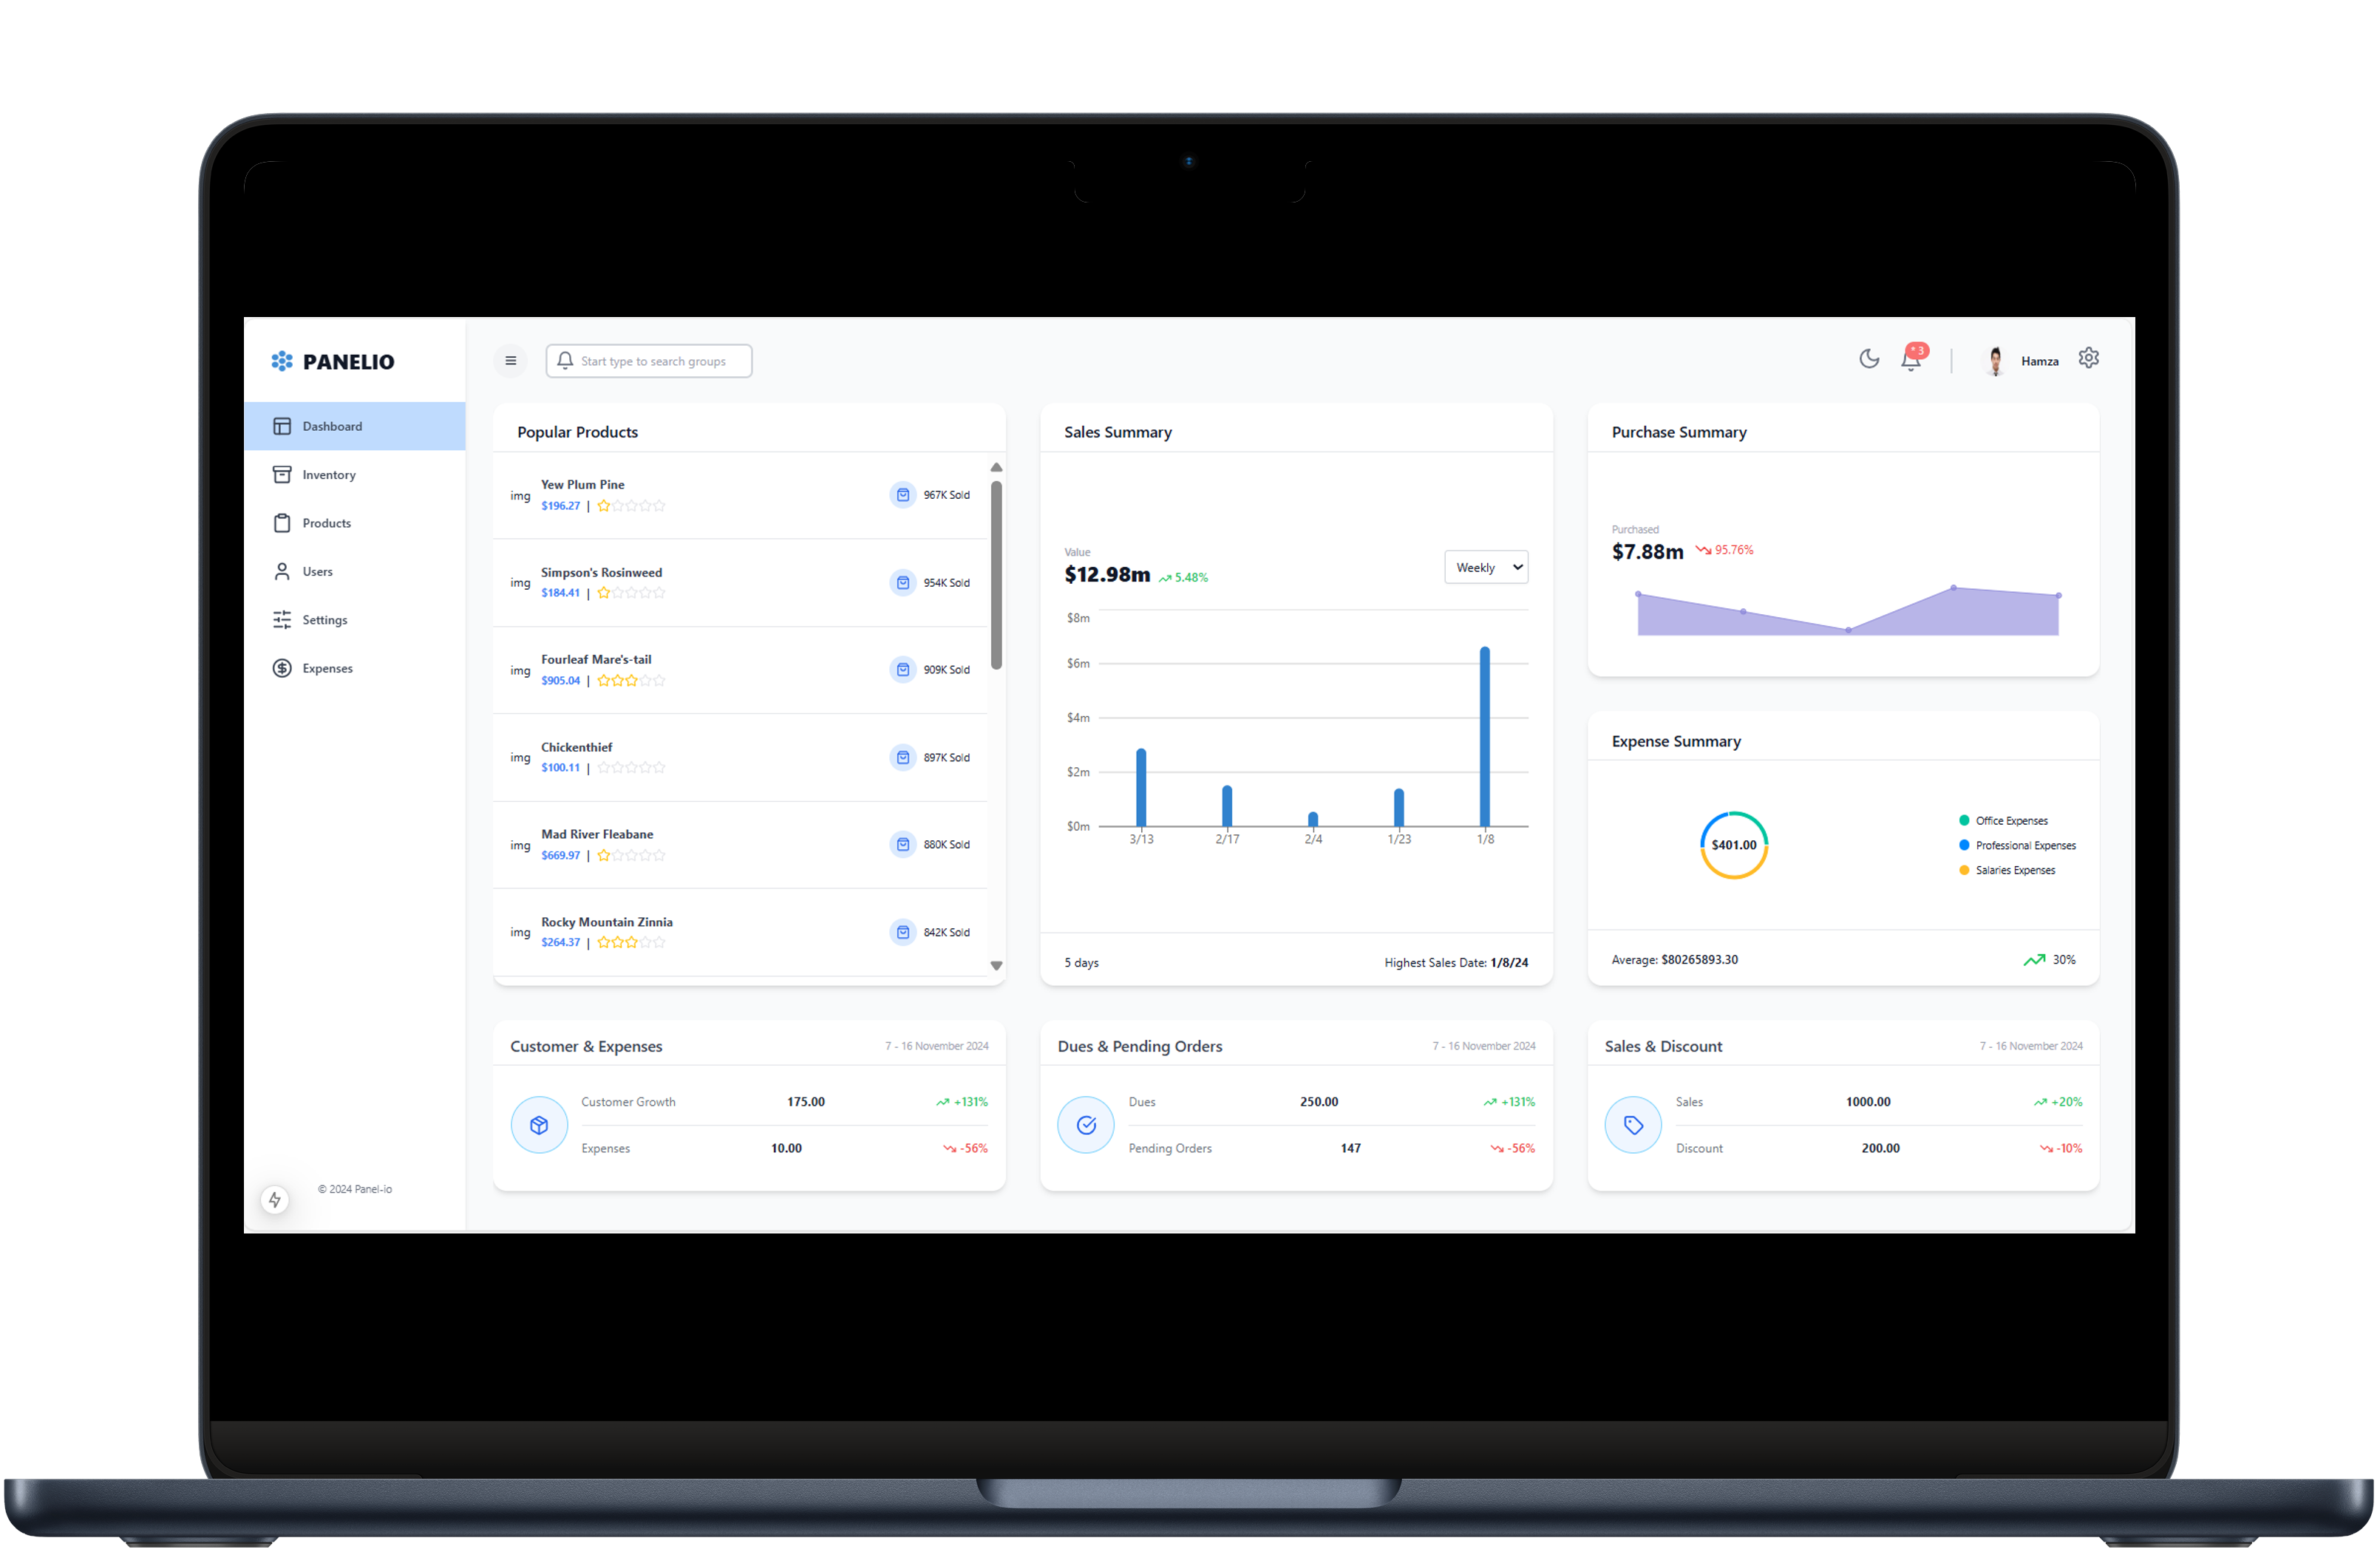 PANELIO
Start type to search groups
* 3
Hamza
Dashboard
Inventory
Products
Users
Settings
Expenses
© 2024 Panel-io
Popular Products
img
Yew Plum Pine
$196.27 |
967K Sold
img
Simpson's Rosinweed
$184.41 |
954K Sold
img
Fourleaf Mare's-tail
$905.04 |
909K Sold
img
Chickenthief
$100.11 |
897K Sold
img
Mad River Fleabane
$669.97 |
880K Sold
img
Rocky Mountain Zinnia
$264.37 |
842K Sold
Sales Summary
Value
$12.98m 5.48%
Weekly
$8m
$6m
$4m
$2m
$0m
3/13 2/17 2/4 1/23 1/8
5 days
Highest Sales Date: 1/8/24
Purchase Summary
Purchased
$7.88m 95.76%
Expense Summary
$401.00
Office Expenses
Professional Expenses
Salaries Expenses
Average: $80265893.30
30%
Customer & Expenses
7 - 16 November 2024
Customer Growth 175.00 +131%
Expenses 10.00 -56%
Dues & Pending Orders
7 - 16 November 2024
Dues 250.00 +131%
Pending Orders 147 -56%
Sales & Discount
7 - 16 November 2024
Sales 1000.00 +20%
Discount 200.00 -10%